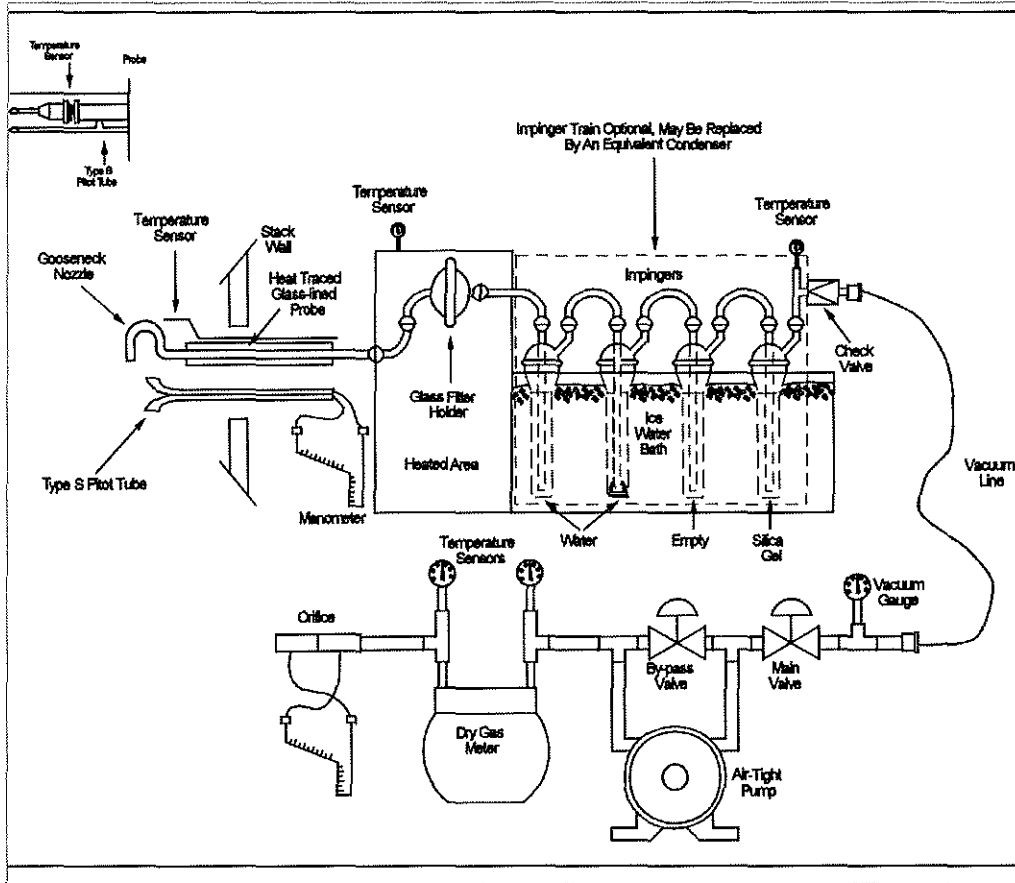 Temperature
Sensor
Probe
Type S
Pitot Tube
Impinger Train Optional, May Be Replaced
By An Equivalent Condenser
Temperature
Sensor
Temperature
Sensor
Temperature
Sensor
Stack
Wall
Gooseneck
Nozzle
Heat Traced
Glass-lined
Probe
Impingers
Check
Valve
Glass Filter
Holder
Ice
Water
Bath
Heated Area
Type S Pitot Tube
Vacuum
Line
Manometer
Water
Empty
Silica
Gel
Temperature
Sensors
Vacuum
Gauge
Orifice
By-pass
Valve
Main
Valve
Dry Gas
Meter
Air-Tight
Pump